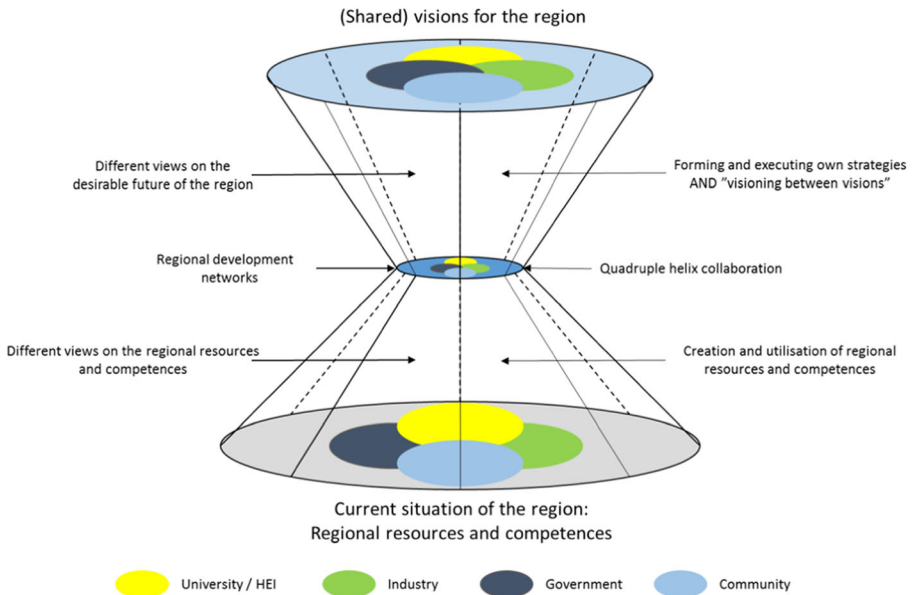 (Shared) visions for the region
Different views on the
desirable future of the region
Forming and executing own strategies
AND ”visioning between visions”
Regional development
networks
Quadruple helix collaboration
Different views on the regional resources
and competences
Creation and utilisation of regional
resources and competences
Current situation of the region:
Regional resources and competences
University / HEI
Industry
Government
Community